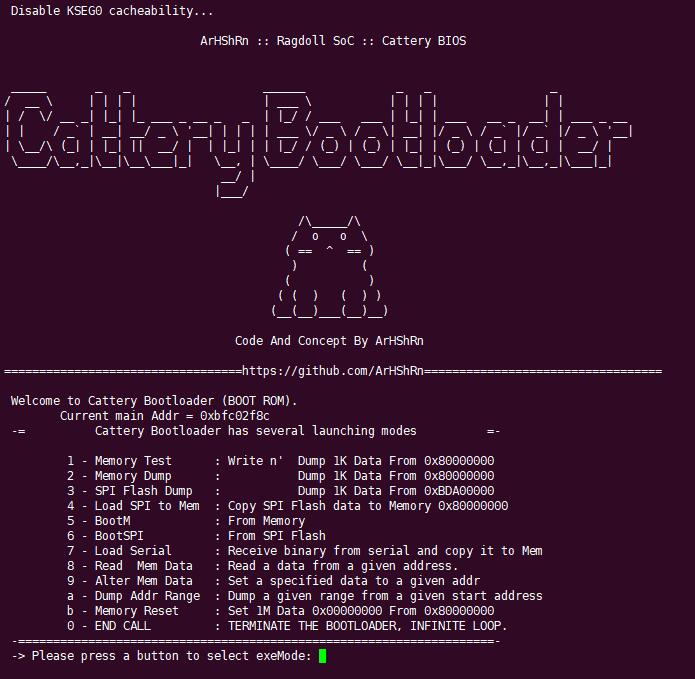 Disable KSEG0 cacheability...
ArHShRn :: Ragdoll SoC :: Cattery BIOS
CatteryBootloader
Code And Concept By ArHShRn
==================================https://github.com/ArHShRn==================================
Welcome to Cattery Bootloader (BOOT ROM).
Current main Addr = 0xbfc02f8c
-= Cattery Bootloader has several launching modes =-
1 - Memory Test : Write n' Dump 1K Data From 0x80000000
2 - Memory Dump : Dump 1K Data From 0x80000000
3 - SPI Flash Dump : Dump 1K Data From 0xBDA00000
4 - Load SPI to Mem : Copy SPI Flash data to Memory 0x80000000
5 - BootM : From Memory
6 - BootSPI : From SPI Flash
7 - Load Serial : Receive binary from serial and copy it to Mem
8 - Read Mem Data : Read a data from a given address.
9 - Alter Mem Data : Set a specified data to a given addr
a - Dump Addr Range : Dump a given range from a given start address
b - Memory Reset : Set 1M Data 0x00000000 From 0x80000000
0 - END CALL : TERMINATE THE BOOTLOADER, INFINITE LOOP.
-====================================================================-
-> Please press a button to select exeMode: